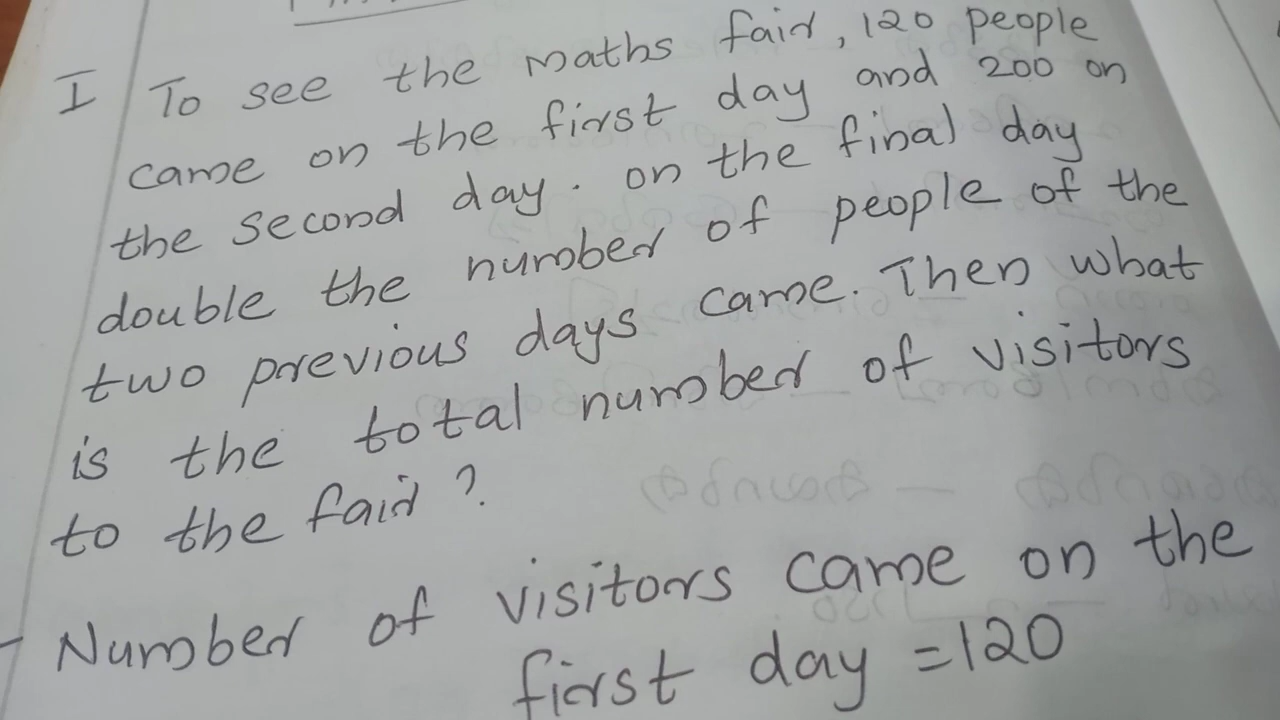 I To see the maths fair, 120 people
came on the first day and 200 on
the second day. on the final day
double the number of people of the
two previous days came. Then what
is the total number of visitors
to the fair?
Number of visitors came on the
first day = 120